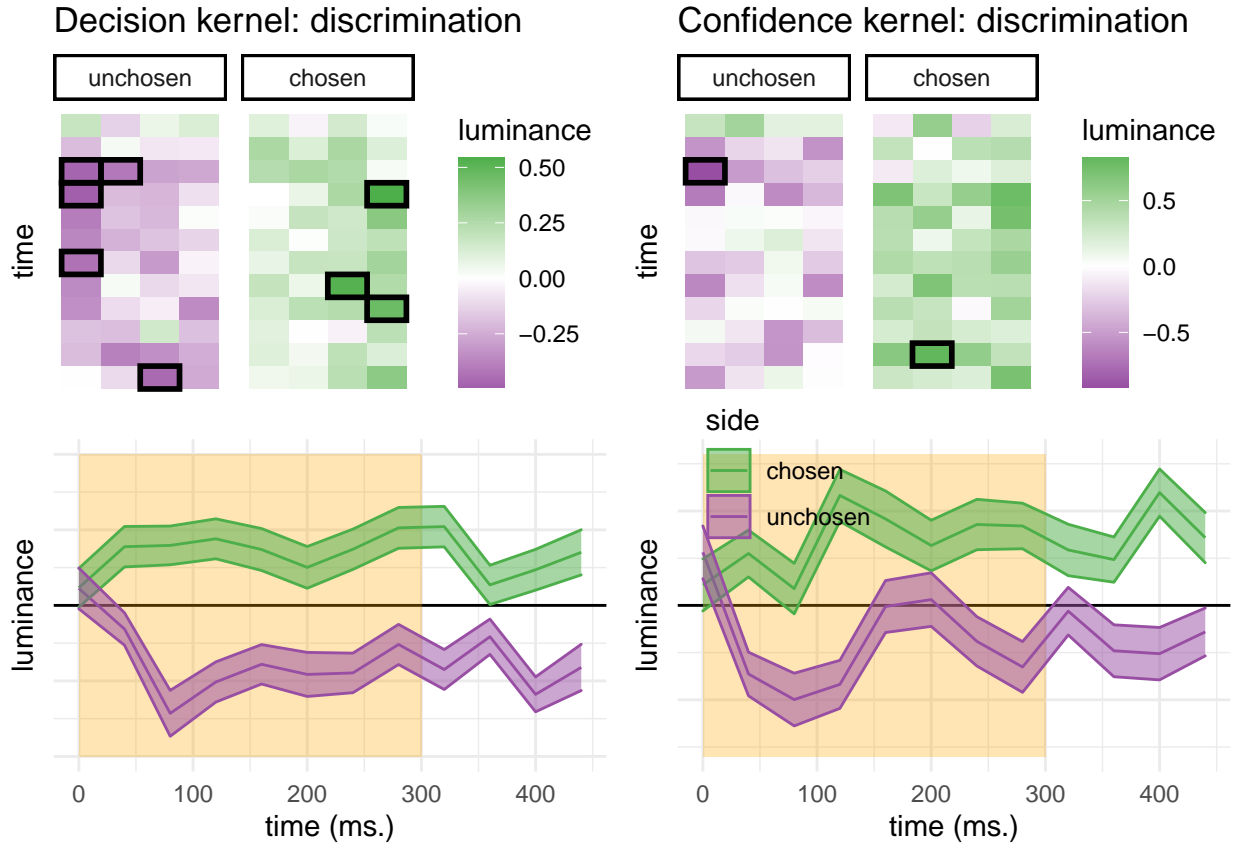 Decision kernel: discrimination
unchosen
chosen
luminance
0.50
0.25
0.00
−0.25
time
luminance
0
100
200
300
400
time (ms.)
Confidence kernel: discrimination
unchosen
chosen
luminance
0.5
0.0
−0.5
time
side
chosen
unchosen
luminance
0
100
200
300
400
time (ms.)